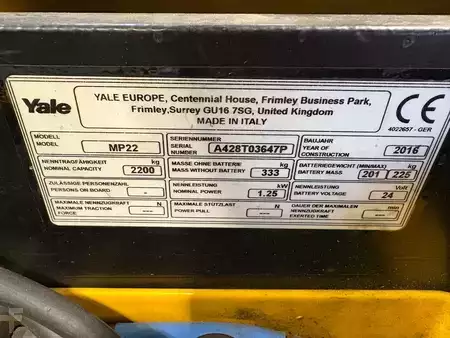 Yale
YALE EUROPE, Centennial House, Frimley Business Park,
Frimley, Surrey GU16 7SG, United Kingdom
MADE IN ITALY
CE
4022657 - GER
MODELL
MODEL
MP22
SERIENNUMMER
SERIAL
NUMBER
A428T03647P
BAUJAHR
YEAR OF
CONSTRUCTION
2016
NENNTRAGFÄHIGKEIT
NOMINAL CAPACITY
kg
2200
MASSE OHNE BATTERIE
MASS WITHOUT BATTERY
kg
333
BATTERIEGEWICHT (MIN/MAX)
BATTERY MASS
kg
201 225
ZULÄSSIGE PERSONENZAHL
PERSONS ON BOARD
-
NENNLEISTUNG
NOMINAL POWER
kW
1.25
NENNLEISTUNG
BATTERY VOLTAGE
Volt
24
MAXIMALE NENNZUGKRAFT
MAXIMUM TRACTION
FORCE
N
---
MAXIMALE STÜTZLAST
POWER PULL
N
---
DAUER DER MAXIMALEN
NENNZUGKRAFT
EXERTED TIME
min
---